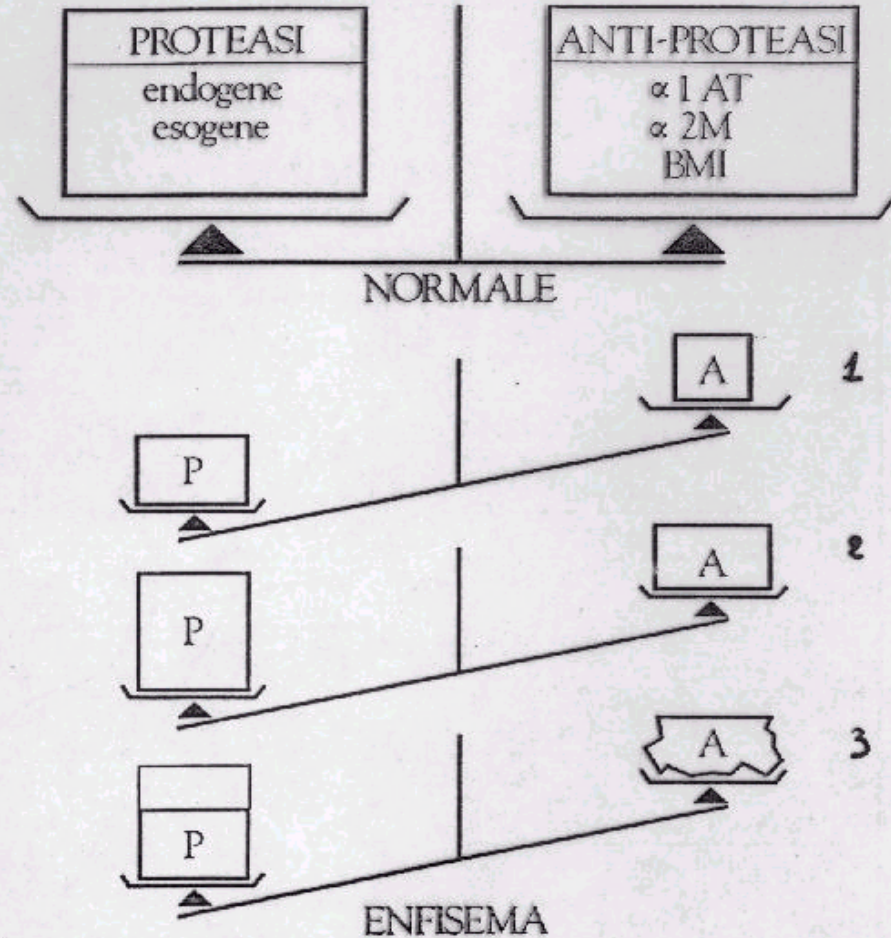 PROTEASI
endogene
esogene
ANTI-PROTEASI
α 1 AT
α 2M
BMI
NORMALE
A 1
P
A 2
P
A 3
P
ENFISEMA